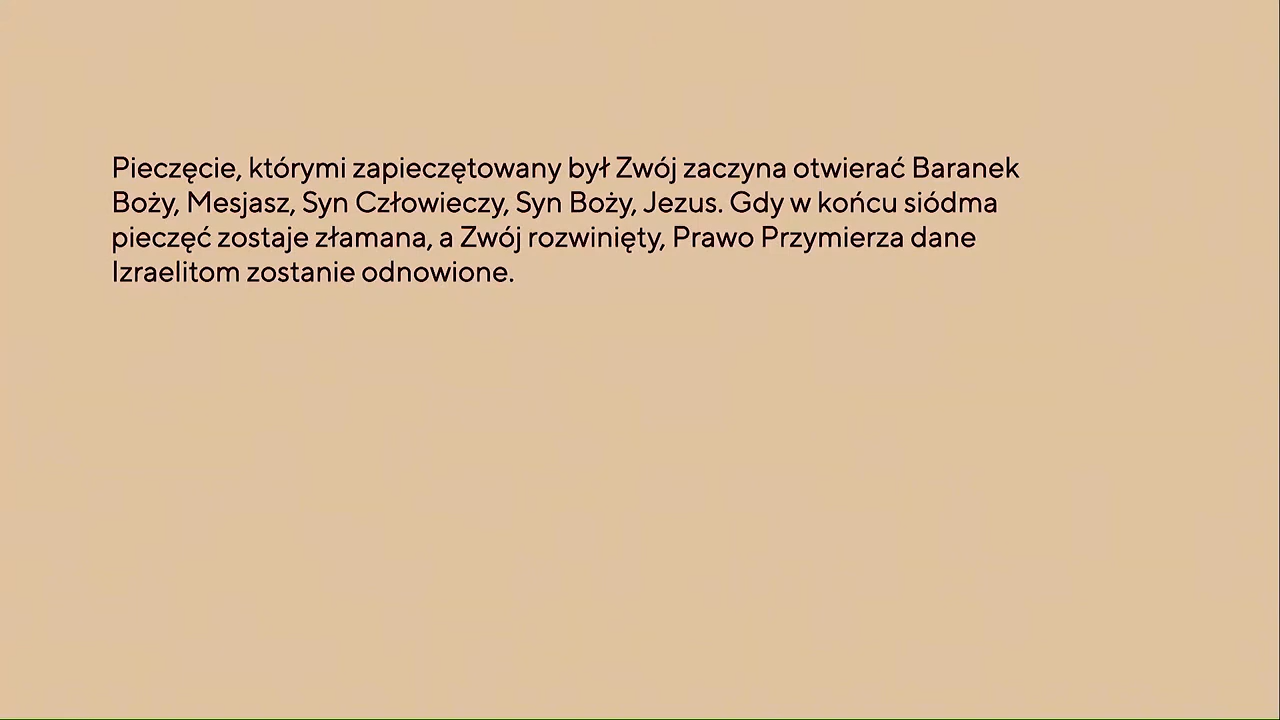 Pieczęcie, którymi zapieczętowany był Zwój zaczyna otwierać Baranek
Boży, Mesjasz, Syn Człowieczy, Syn Boży, Jezus. Gdy w końcu siódma
pieczęć zostaje złamana, a Zwój rozwinięty, Prawo Przymierza dane
Izraelitom zostanie odnowione.